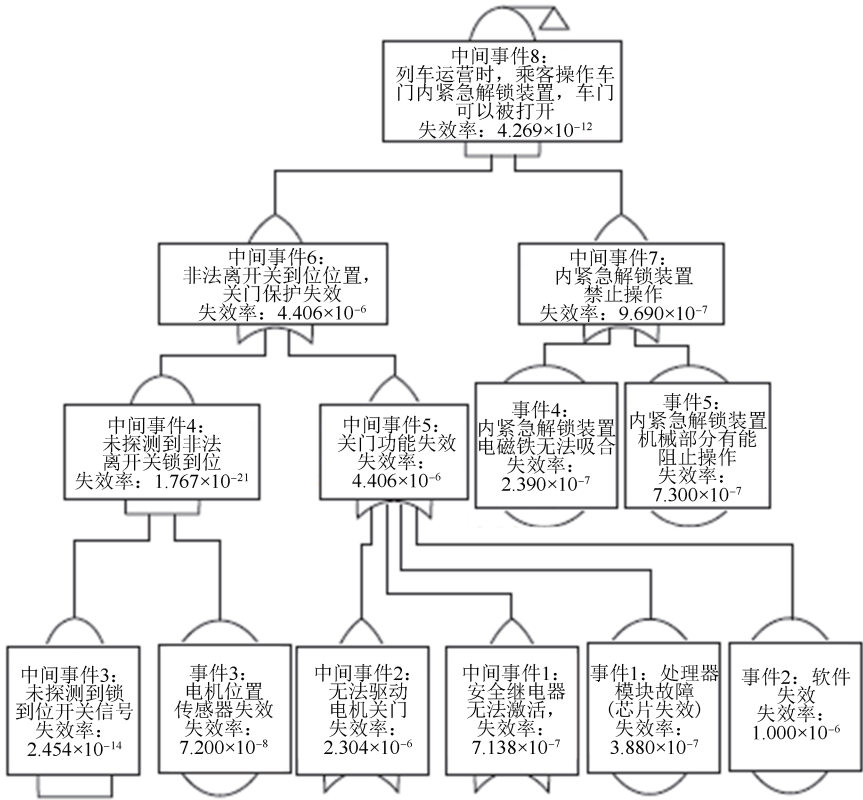 中间事件8：
列车运营时，乘客操作车
门内紧急解锁装置，车门
可以被打开
失效率：4.269×10⁻¹²
中间事件6：
非法离开关到位位置，
关门保护失效
失效率：4.406×10⁻⁶
中间事件7：
内紧急解锁装置
禁止操作
失效率：9.690×10⁻⁷
中间事件4：
未探测到非法
离开关锁到位
失效率：1.767×10⁻²¹
中间事件5：
关门功能失效
失效率：
4.406×10⁻⁶
事件4：
内紧急解锁装置
电磁铁无法吸合
失效率：
2.390×10⁻⁷
事件5：
内紧急解锁装置
机械部分有能
阻止操作
失效率：
7.300×10⁻⁷
中间事件3：
未探测到锁
到位开关信号
失效率：
2.454×10⁻¹⁴
事件3：
电机位置
传感器失效
失效率：
7.200×10⁻⁸
中间事件2：
无法驱动
电机关门
失效率：
2.304×10⁻⁶
中间事件1：
安全继电器
无法激活，
失效率：
7.138×10⁻⁷
事件1：处理器
模块故障
(芯片失效)
失效率：
3.880×10⁻⁷
事件2：软件
失效
失效率：
1.000×10⁻⁶